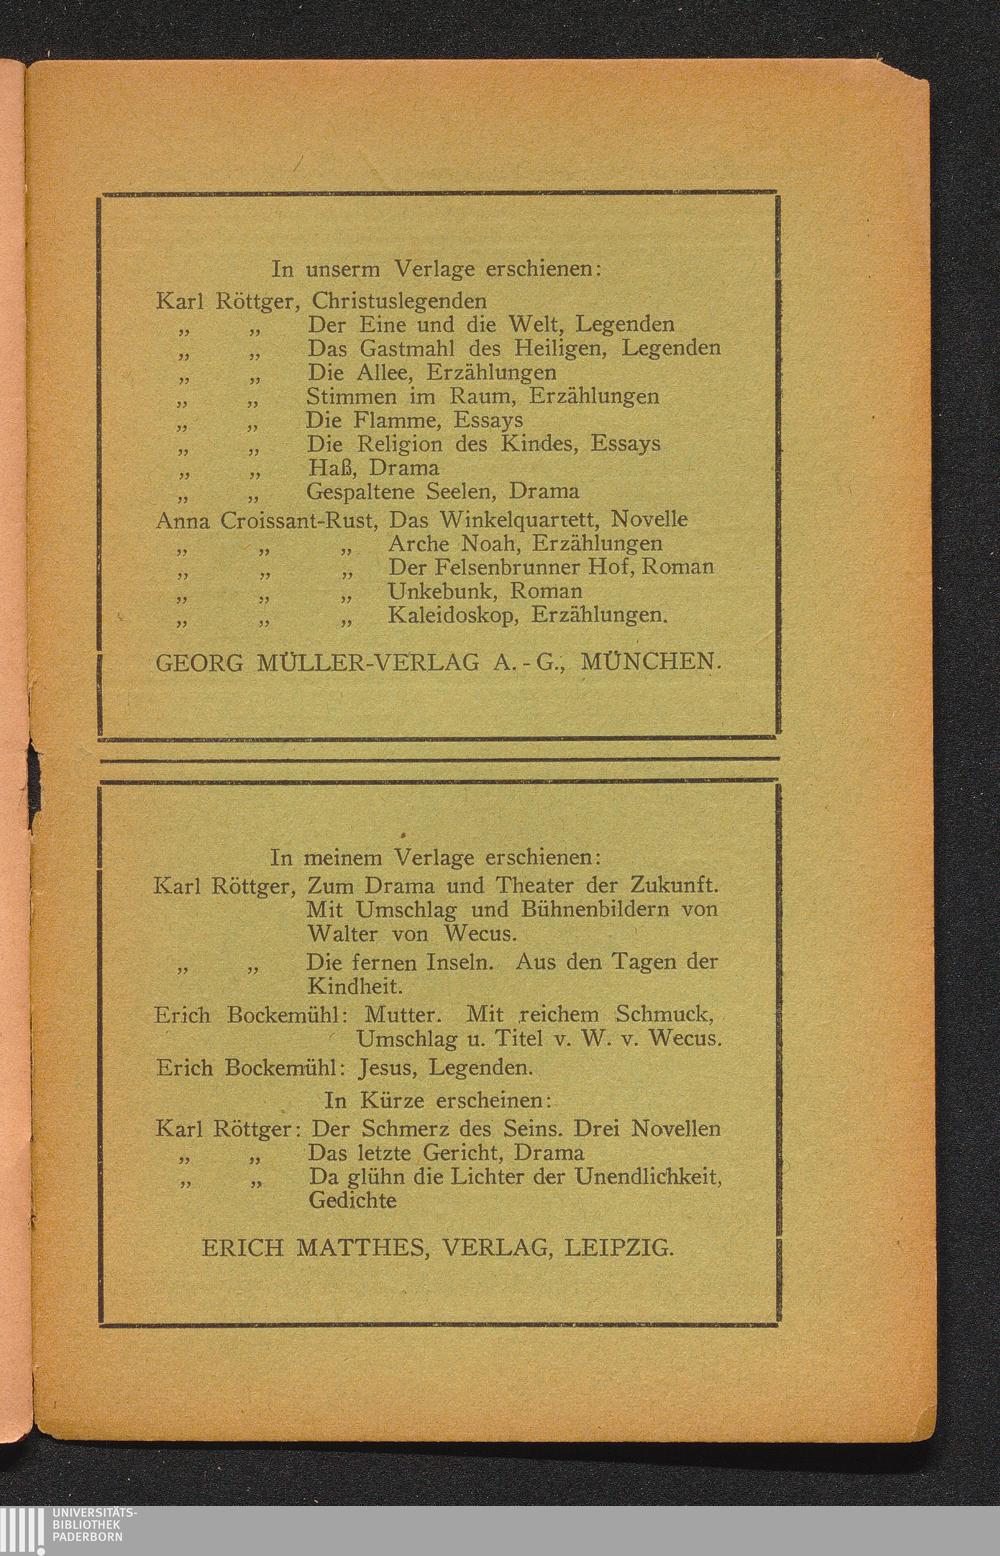 In unserm Verlage erschienen:
Karl Röttger, Christuslegenden
„ „ Der Eine und die Welt, Legenden
„ „ Das Gastmahl des Heiligen, Legenden
„ „ Die Allee, Erzählungen
„ „ Stimmen im Raum, Erzählungen
„ „ Die Flamme, Essays
„ „ Die Religion des Kindes, Essays
„ „ Haß, Drama
„ „ Gespaltene Seelen, Drama
Anna Croissant-Rust, Das Winkelquartett, Novelle
„ „ „ Arche Noah, Erzählungen
„ „ „ Der Felsenbrunner Hof, Roman
„ „ „ Unkebunk, Roman
„ „ „ Kaleidoskop, Erzählungen.
GEORG MÜLLER-VERLAG A.-G., MÜNCHEN.
In meinem Verlage erschienen:
Karl Röttger, Zum Drama und Theater der Zukunft.
Mit Umschlag und Bühnenbildern von
Walter von Wecus.
„ „ Die fernen Inseln. Aus den Tagen der
Kindheit.
Erich Bockemühl: Mutter. Mit reichem Schmuck,
Umschlag u. Titel v. W. v. Wecus.
Erich Bockemühl: Jesus, Legenden.
In Kürze erscheinen:
Karl Röttger: Der Schmerz des Seins. Drei Novellen
„ „ Das letzte Gericht, Drama
„ „ Da glühn die Lichter der Unendlichkeit,
Gedichte
ERICH MATTHES, VERLAG, LEIPZIG.
UNIVERSITÄTS-
BIBLIOTHEK
PADERBORN